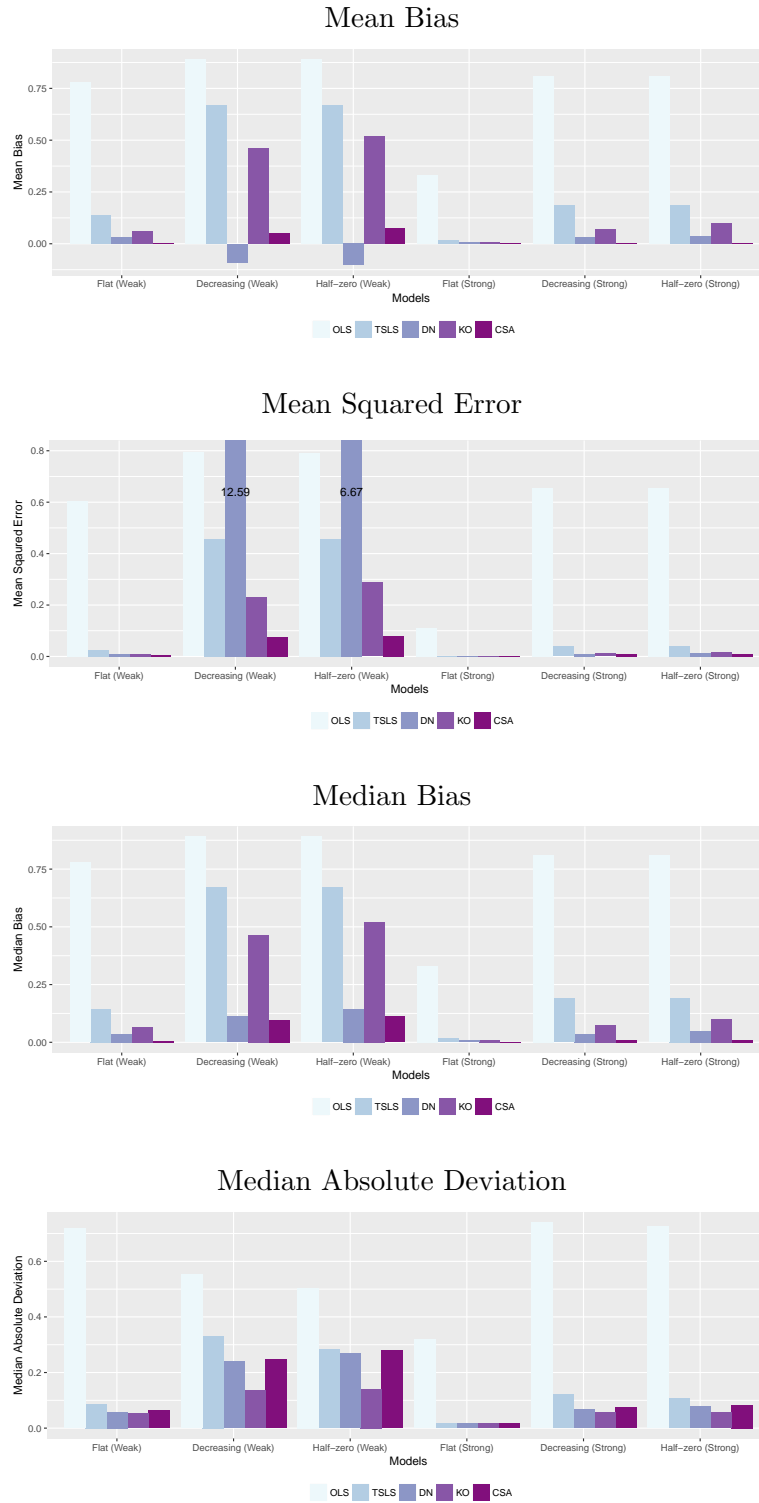 Mean Bias
Mean Bias
0.75
0.50
0.25
0.00
Flat (Weak) Decreasing (Weak) Half−zero (Weak) Flat (Strong) Decreasing (Strong) Half−zero (Strong)
Models
OLS TSLS DN KO CSA
Mean Squared Error
Mean Sqaured Error
0.8
0.6
0.4
0.2
0.0
12.59 6.67
Flat (Weak) Decreasing (Weak) Half−zero (Weak) Flat (Strong) Decreasing (Strong) Half−zero (Strong)
Models
OLS TSLS DN KO CSA
Median Bias
Median Bias
0.75
0.50
0.25
0.00
Flat (Weak) Decreasing (Weak) Half−zero (Weak) Flat (Strong) Decreasing (Strong) Half−zero (Strong)
Models
OLS TSLS DN KO CSA
Median Absolute Deviation
Median Absolute Deviation
0.6
0.4
0.2
0.0
Flat (Weak) Decreasing (Weak) Half−zero (Weak) Flat (Strong) Decreasing (Strong) Half−zero (Strong)
Models
OLS TSLS DN KO CSA